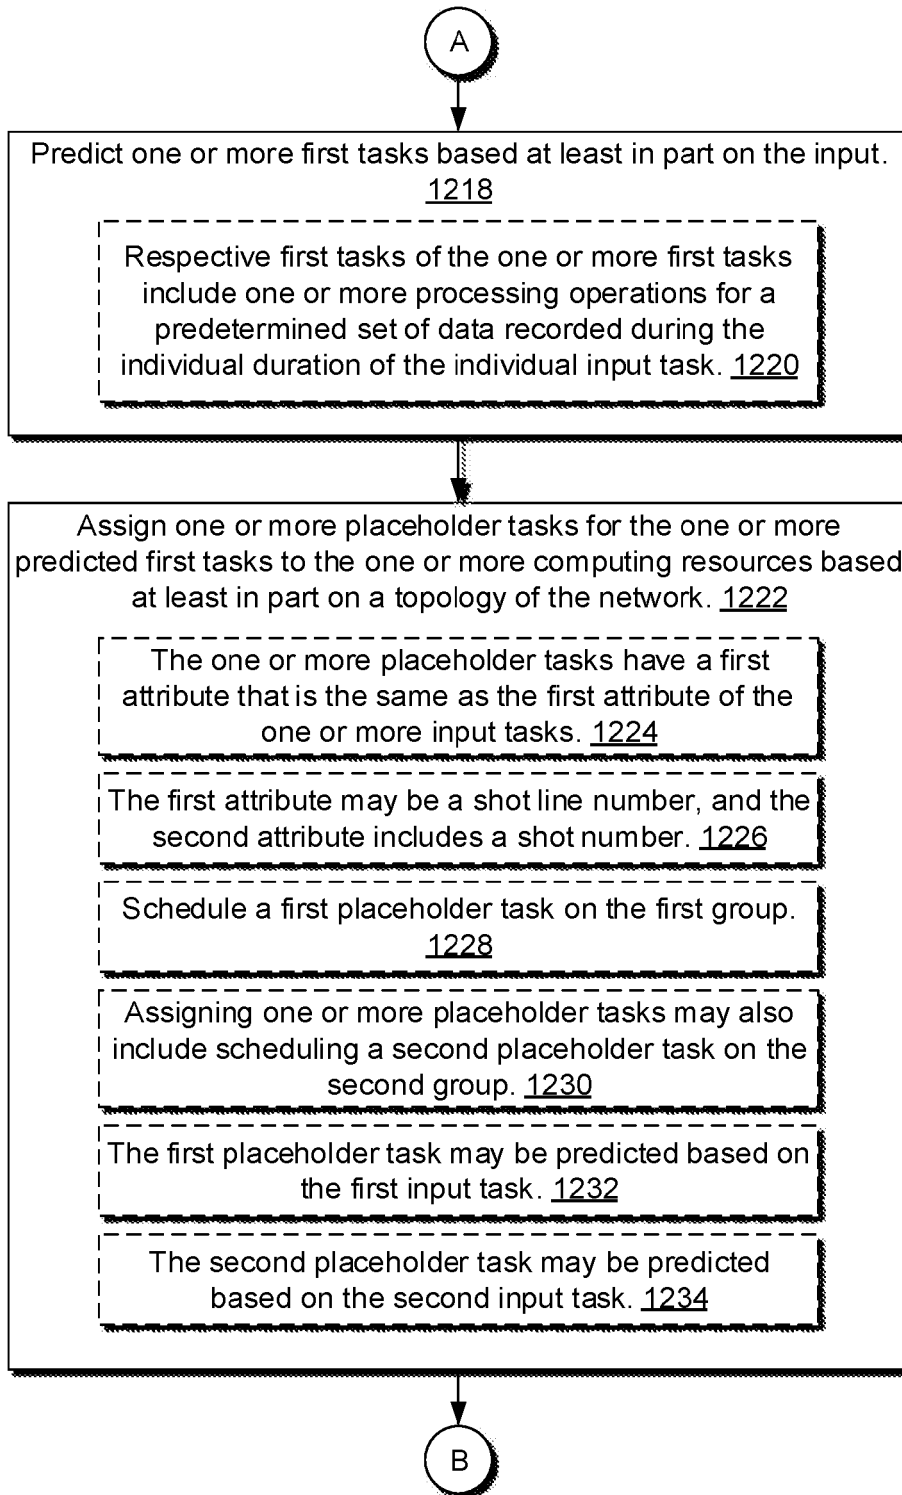 A
Predict one or more first tasks based at least in part on the input.
1218
Respective first tasks of the one or more first tasks
include one or more processing operations for a
predetermined set of data recorded during the
individual duration of the individual input task. 1220
Assign one or more placeholder tasks for the one or more
predicted first tasks to the one or more computing resources based
at least in part on a topology of the network. 1222
The one or more placeholder tasks have a first
attribute that is the same as the first attribute of the
one or more input tasks. 1224
The first attribute may be a shot line number, and the
second attribute includes a shot number. 1226
Schedule a first placeholder task on the first group.
1228
Assigning one or more placeholder tasks may also
include scheduling a second placeholder task on the
second group. 1230
The first placeholder task may be predicted based on
the first input task. 1232
The second placeholder task may be predicted
based on the second input task. 1234
B